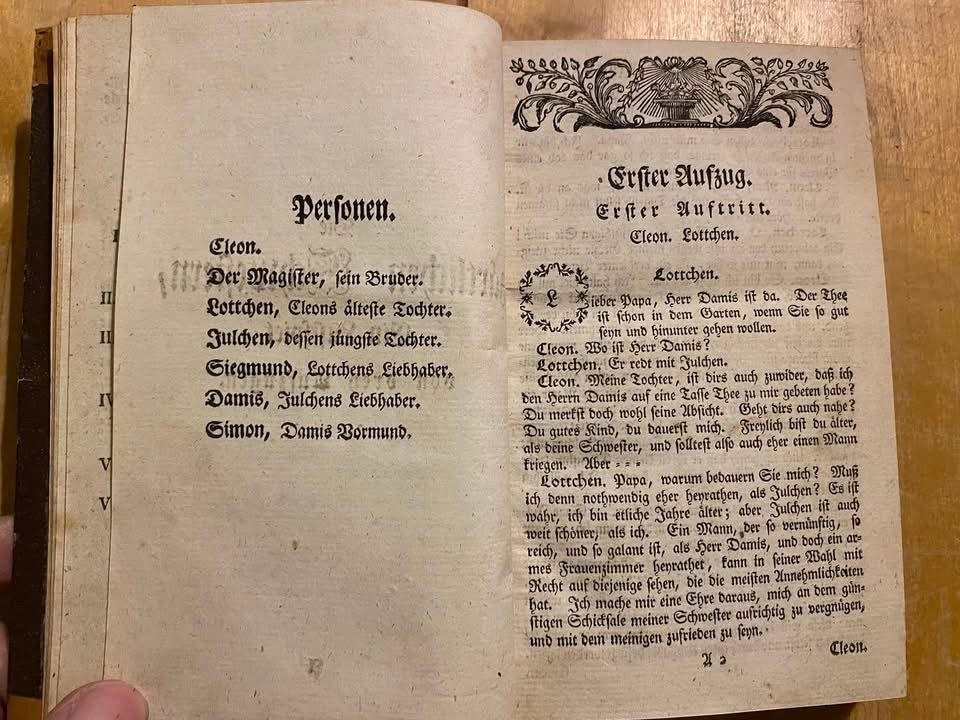 II
III
IV
V
V
Personen.
Cleon.
Der Magister, sein Bruder.
Lottchen, Cleons älteste Tochter.
Julchen, dessen jüngste Tochter.
Siegmund, Lottchens Liebhaber.
Damis, Julchens Liebhaber.
Simon, Damis Vormund.
Erster Aufzug.
Erster Auftritt.
Cleon. Lottchen.
Lottchen.
Lieber Papa, Herr Damis ist da. Der Thee
ist schon in dem Garten, wenn Sie so gut
seyn und hinunter gehen wollen.
Cleon. Wo ist Herr Damis?
Lottchen. Er redt mit Julchen.
Cleon. Meine Tochter, ist dirs auch zuwider, daß ich
den Herrn Damis auf eine Tasse Thee zu mir gebeten habe?
Du merkst doch wohl seine Absicht. Geht dirs auch nahe?
Du gutes Kind, du dauerst mich. Freylich bist du älter,
als deine Schwester, und solltest also auch eher einen Mann
kriegen. Aber = = =
Lottchen. Papa, warum bedauern Sie mich? Muß
ich denn nothwendig eher heyrathen, als Julchen? Es ist
wahr, ich bin etliche Jahre älter; aber Julchen ist auch
weit schöner, als ich. Ein Mann, der so vernünftig, so
reich, und so galant ist, als Herr Damis, und doch ein ar-
mes Frauenzimmer heyrathet, kann in seiner Wahl mit
Recht auf diejenige sehen, die die meisten Annehmlichkeiten
hat. Ich mache mir eine Ehre daraus, mich an dem gün-
stigen Schicksale meiner Schwester aufrichtig zu vergnügen,
und mit dem meinigen zufrieden zu seyn.
A 2
Cleon.